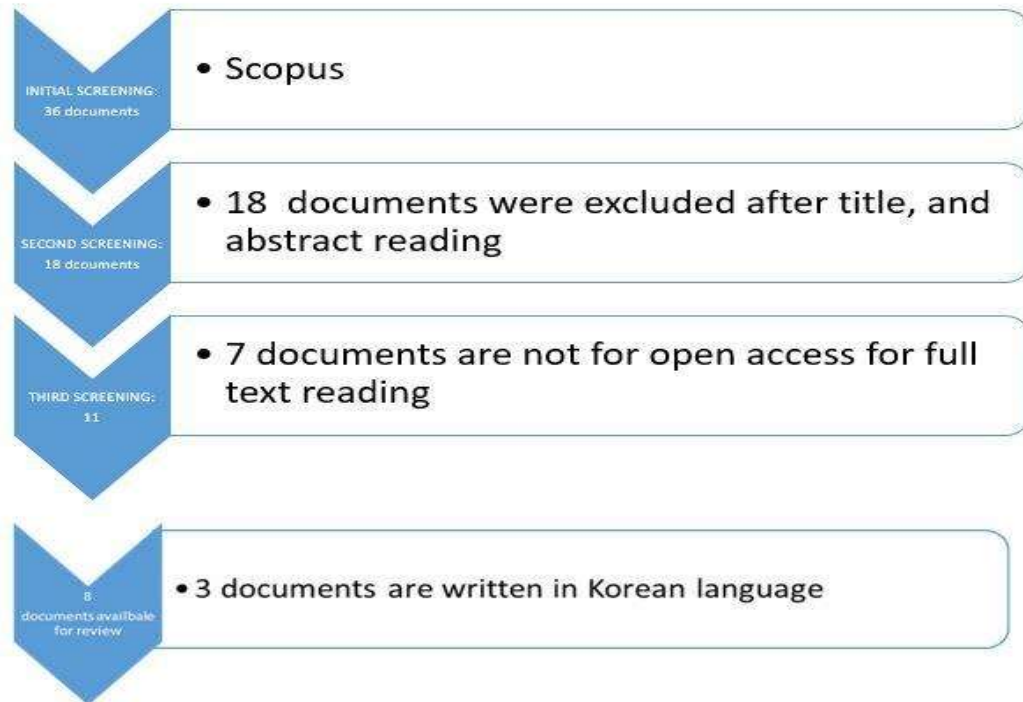 INITIAL SCREENING:
36 documents
• Scopus
SECOND SCREENING:
18 dcouments
• 18 documents were excluded after title, and
abstract reading
THIRD SCREENING:
11
• 7 documents are not for open access for full
text reading
8
documents availbale
for review
• 3 documents are written in Korean language